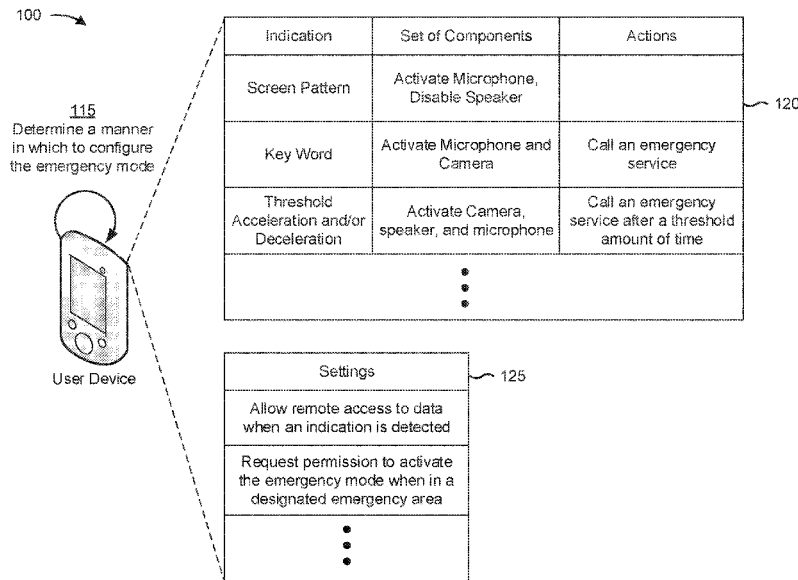 100
115
Determine a manner
in which to configure
the emergency mode
User Device
Indication
Set of Components
Actions
Screen Pattern
Activate Microphone,
Disable Speaker
Key Word
Activate Microphone and
Camera
Call an emergency
service
Threshold
Acceleration and/or
Deceleration
Activate Camera,
speaker, and microphone
Call an emergency
service after a threshold
amount of time
120
Settings
Allow remote access to data
when an indication is detected
Request permission to activate
the emergency mode when in a
designated emergency area
125